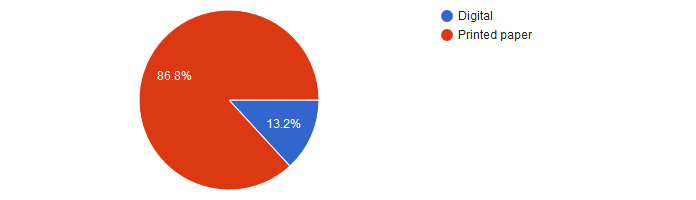 Digital
Printed paper
86.8%
13.2%